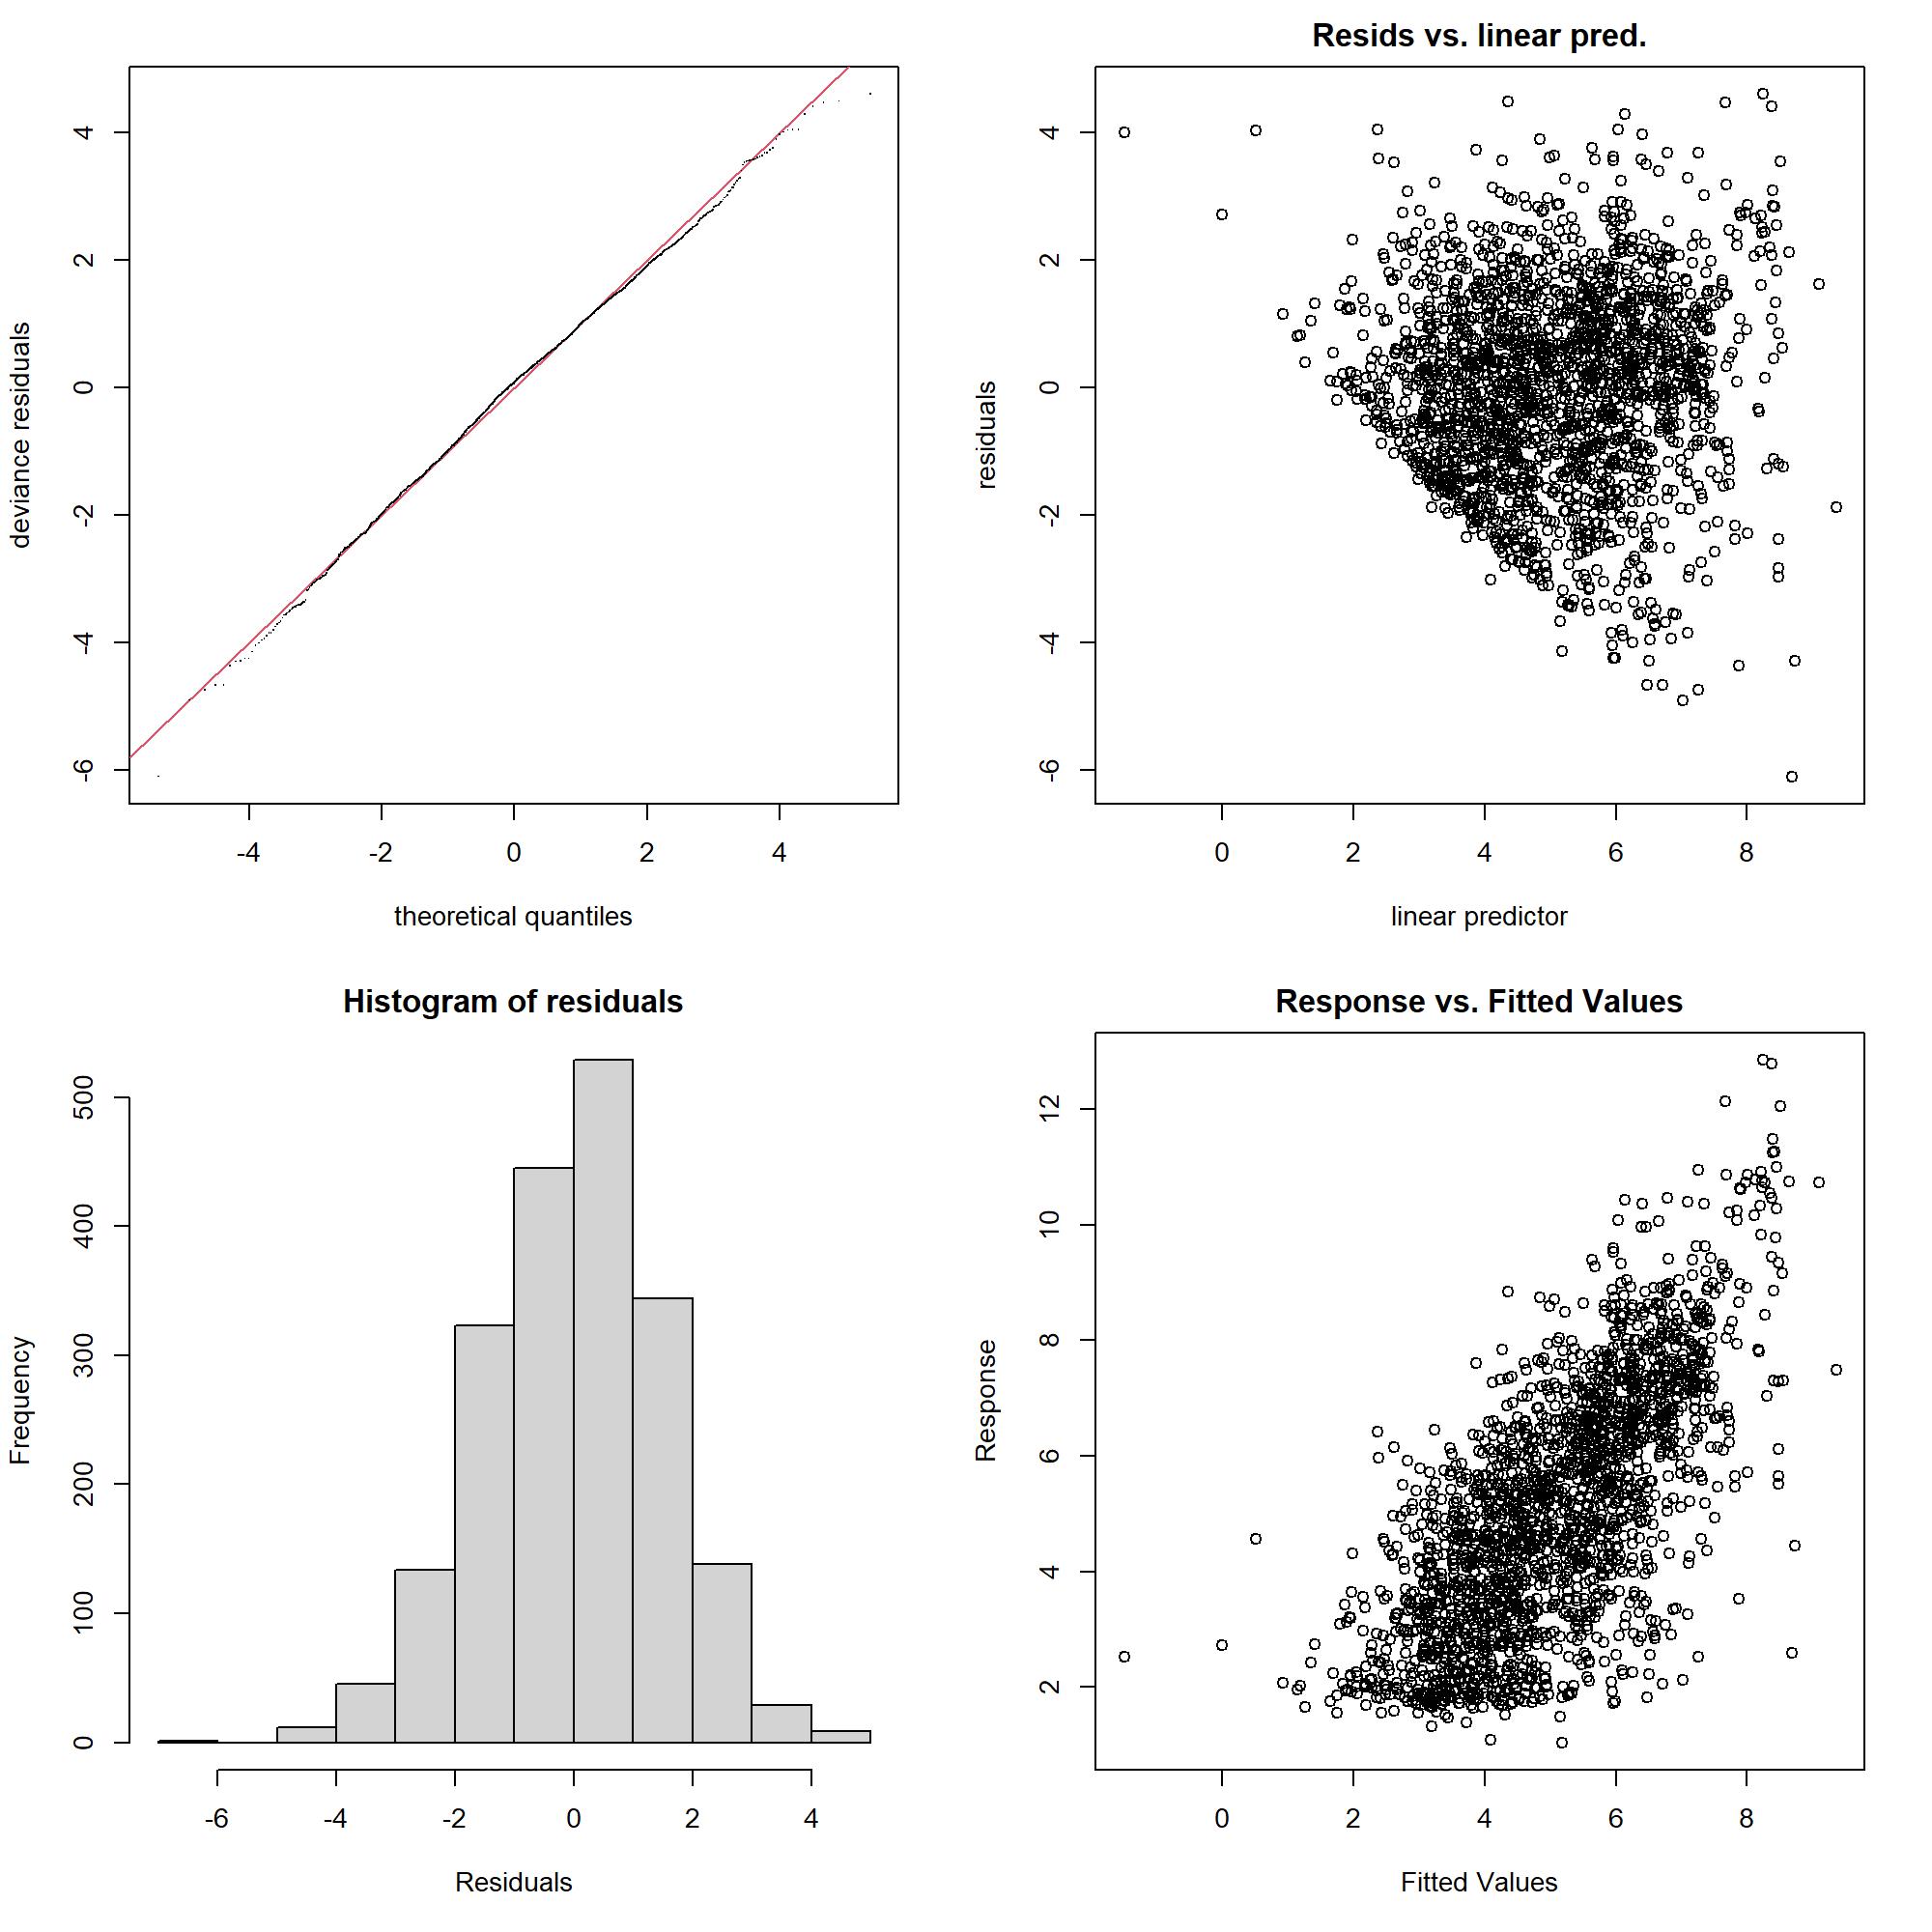 deviance residuals
4
2
0
-2
-4
-6
-4 -2 0 2 4
theoretical quantiles
Resids vs. linear pred.
residuals
4
2
0
-2
-4
-6
0 2 4 6 8
linear predictor
Histogram of residuals
Frequency
500
400
300
200
100
0
-6 -4 -2 0 2 4
Residuals
Response vs. Fitted Values
Response
12
10
8
6
4
2
0 2 4 6 8
Fitted Values